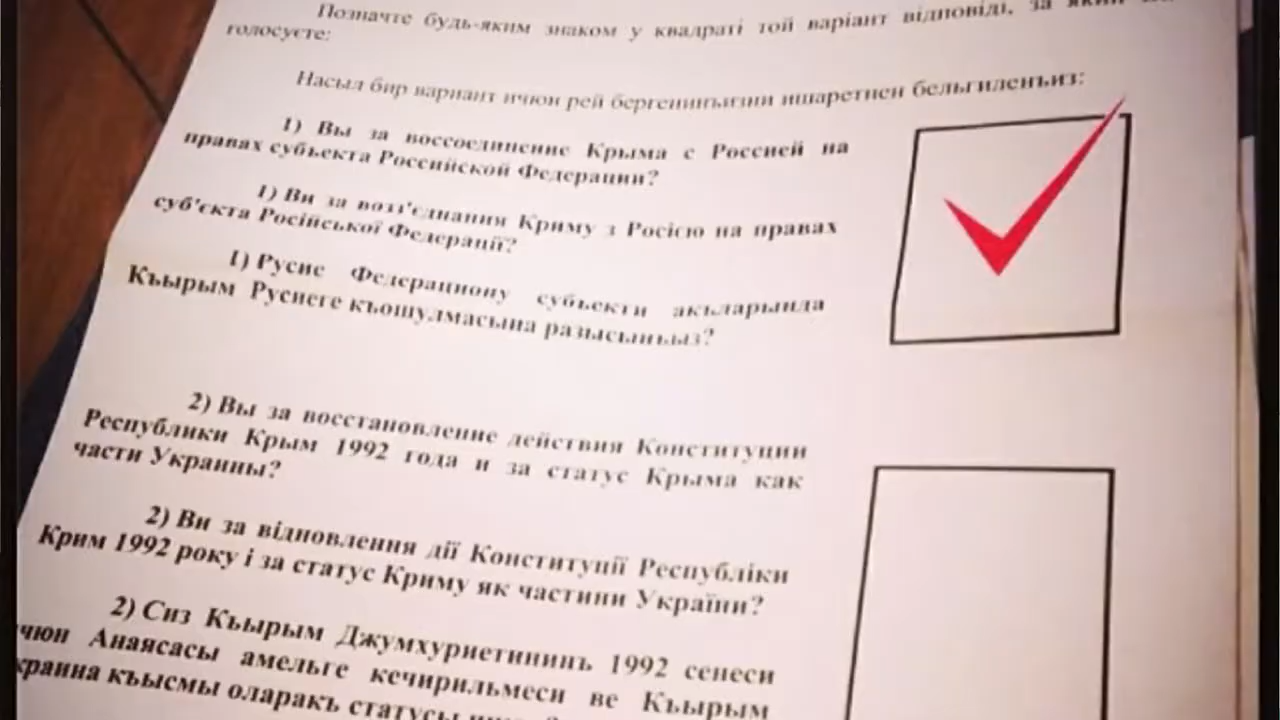 Позначте будь-яким знаком у квадраті той варіант відповіді, за який
голосуєте:
Насыл бир вариант ичюн рей бергенинъизни ишаретнен бельгиленъиз:
1) Вы за воссоединение Крыма с Россией на
правах субъекта Российской Федерации?
1) Ви за возз'єднання Криму з Росією на правах
суб'єкта Російської Федерації?
1) Русие Федерациону субъекти акъларында
Къырым Русиеге къошулмасына разысынъыз?
2) Вы за восстановление действия Конституции
Республики Крым 1992 года и за статус Крыма как
части Украины?
2) Ви за відновлення дії Конституції Республіки
Крим 1992 року і за статус Криму як частини України?
2) Сиз Къырым Джумхуриетининъ 1992 сенеси
Анаясасы амельге кечирильмеси ве Къырым
къысмы оларакъ статусы